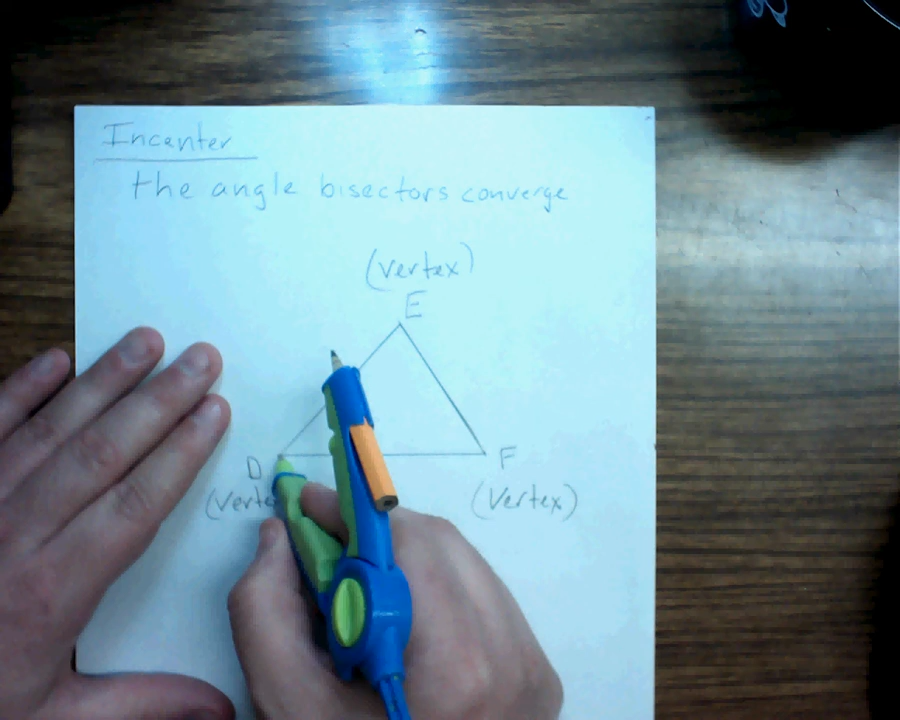 Incenter
the angle bisectors converge
(vertex)
E
D
F
(vertex)